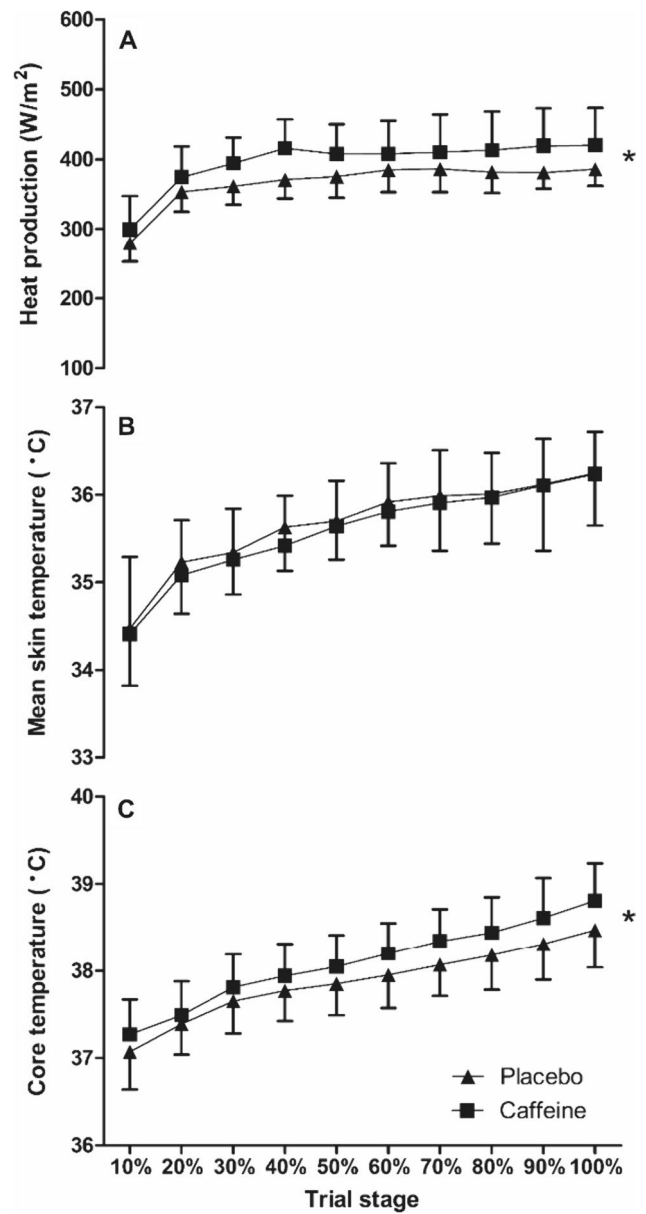 A
Heat production (W/m²)
600
500
400
300
200
100
*
B
Mean skin temperature (˚C)
37
36
35
34
33
C
Core temperature (˚C)
40
39
38
37
36
*
Placebo
Caffeine
10% 20% 30% 40% 50% 60% 70% 80% 90% 100%
Trial stage